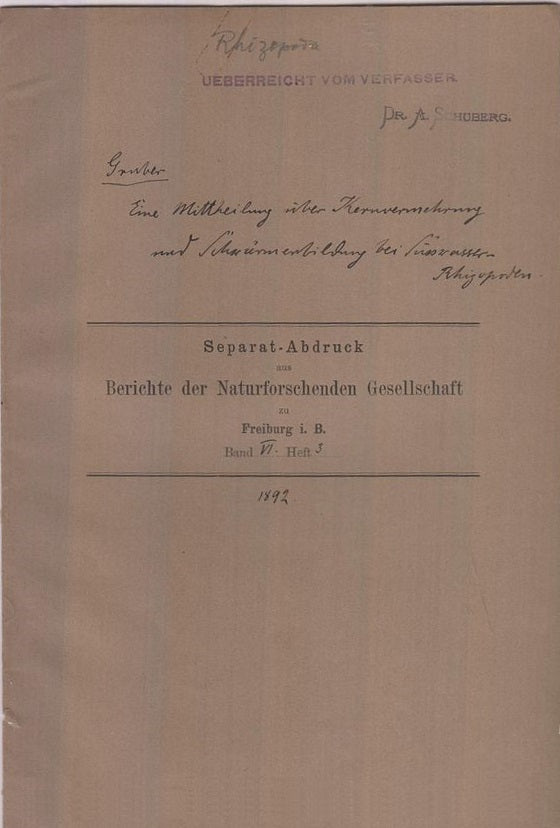 Rhizopoda
UEBERREICHT VOM VERFASSER.
DR. A. SCHUBERG.
Gruber
Eine Mittheilung über Kernvermehrung
und Schwärmerbildung bei Süsswasser-
Rhizopoden.
Separat-Abdruck
aus
Berichte der Naturforschenden Gesellschaft
zu
Freiburg i. B.
Band VI. Heft 3
1892.